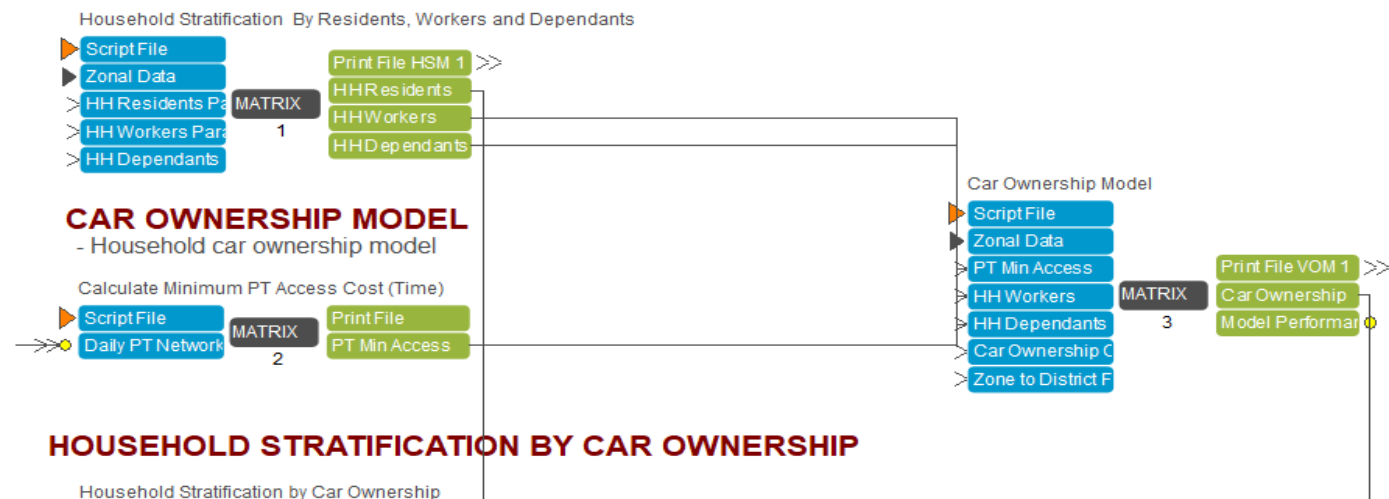 Household Stratification By Residents, Workers and Dependants
Script File
Zonal Data
HH Residents Pa
HH Workers Para
HH Dependants
MATRIX
1
Print File HSM 1
HHResidents
HHWorkers
HHDependants
CAR OWNERSHIP MODEL
- Household car ownership model
Calculate Minimum PT Access Cost (Time)
Script File
Daily PT Network
MATRIX
2
Print File
PT Min Access
Car Ownership Model
Script File
Zonal Data
PT Min Access
HH Workers
HH Dependants
Car Ownership C
Zone to District F
MATRIX
3
Print File VOM 1
Car Ownership
Model Performar
HOUSEHOLD STRATIFICATION BY CAR OWNERSHIP
Household Stratification by Car Ownership